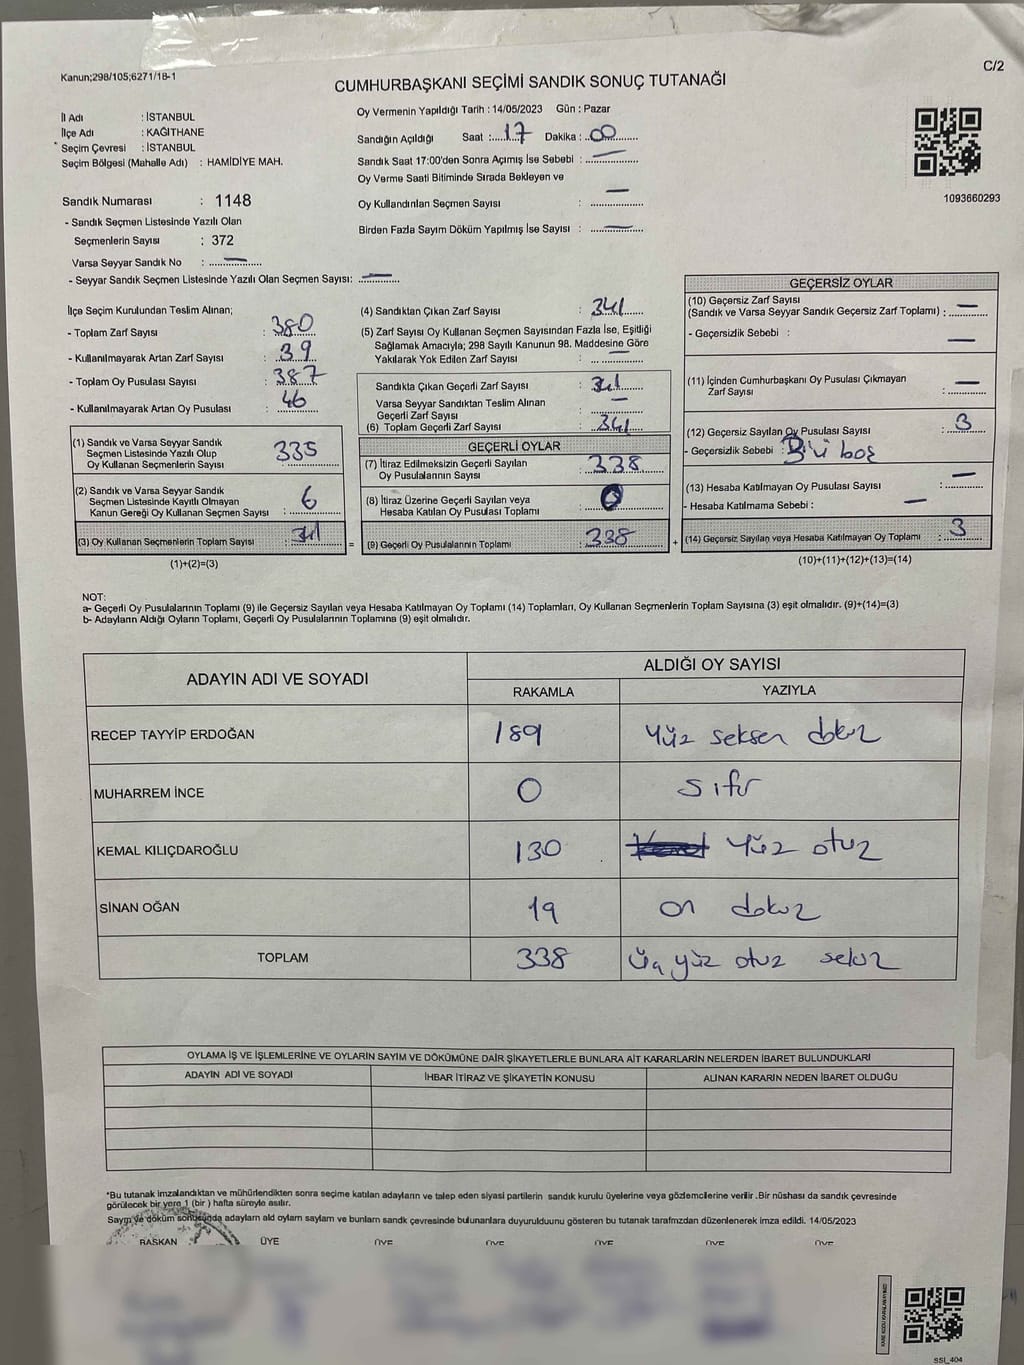 Kanun;298/105;6271/18-1
C/2
CUMHURBAŞKANI SEÇİMİ SANDIK SONUÇ TUTANAĞI
İl Adı : İSTANBUL
İlçe Adı : KAĞITHANE
Seçim Çevresi : İSTANBUL
Seçim Bölgesi (Mahalle Adı) : HAMİDİYE MAH.
Sandık Numarası : 1148
- Sandık Seçmen Listesinde Yazılı Olan
Seçmenlerin Sayısı : 372
Varsa Seyyar Sandık No : —
- Seyyar Sandık Seçmen Listesinde Yazılı Olan Seçmen Sayısı: —
Oy Vermenin Yapıldığı Tarih : 14/05/2023 Gün : Pazar
Sandığın Açıldığı Saat : 17 Dakika : 00
Sandık Saat 17:00'den Sonra Açımış İse Sebebi : —
Oy Verme Saati Bitiminde Sırada Bekleyen ve
Oy Kullandırılan Seçmen Sayısı : —
Birden Fazla Sayım Döküm Yapılmış İse Sayısı : —
1093660293
İlçe Seçim Kurulundan Teslim Alınan;
- Toplam Zarf Sayısı : 380
- Kullanılmayarak Artan Zarf Sayısı : 39
- Toplam Oy Pusulası Sayısı : 387
- Kullanılmayarak Artan Oy Pusulası : 46
(1) Sandık ve Varsa Seyyar Sandık
Seçmen Listesinde Yazılı Olup
Oy Kullanan Seçmenlerin Sayısı : 335
(2) Sandık ve Varsa Seyyar Sandık
Seçmen Listesinde Kayıtlı Olmayan
Kanun Gereği Oy Kullanan Seçmen Sayısı : 6
(3) Oy Kullanan Seçmenlerin Toplam Sayısı : 341 =
(1)+(2)=(3)
(4) Sandıktan Çıkan Zarf Sayısı : 341
(5) Zarf Sayısı Oy Kullanan Seçmen Sayısından Fazla İse, Eşitliği
Sağlamak Amacıyla; 298 Sayılı Kanunun 98. Maddesine Göre
Yakılarak Yok Edilen Zarf Sayısı : —
Sandıkta Çıkan Geçerli Zarf Sayısı : 341
Varsa Seyyar Sandıktan Teslim Alınan
Geçerli Zarf Sayısı : —
(6) Toplam Geçerli Zarf Sayısı : 341
GEÇERLİ OYLAR
(7) İtiraz Edilmeksizin Geçerli Sayılan
Oy Pusulalarının Sayısı : 338
(8) İtiraz Üzerine Geçerli Sayılan veya
Hesaba Katılan Oy Pusulası Toplamı : 0
(9) Geçerli Oy Pusulalarının Toplamı : 338 +
GEÇERSİZ OYLAR
(10) Geçersiz Zarf Sayısı
(Sandık ve Varsa Seyyar Sandık Geçersiz Zarf Toplamı) : —
- Geçersizlik Sebebi : —
(11) İçinden Cumhurbaşkanı Oy Pusulası Çıkmayan
Zarf Sayısı : —
(12) Geçersiz Sayılan Oy Pusulası Sayısı : 3
- Geçersizlik Sebebi : Biri boş
(13) Hesaba Katılmayan Oy Pusulası Sayısı : —
- Hesaba Katılmama Sebebi : —
(14) Geçersiz Sayılan veya Hesaba Katılmayan Oy Toplamı : 3
(10)+(11)+(12)+(13)=(14)
NOT:
a- Geçerli Oy Pusulalarının Toplamı (9) ile Geçersiz Sayılan veya Hesaba Katılmayan Oy Toplamı (14) Toplamları, Oy Kullanan Seçmenlerin Toplam Sayısına (3) eşit olmalıdır. (9)+(14)=(3)
b- Adayların Aldığı Oyların Toplamı, Geçerli Oy Pusulalarının Toplamına (9) eşit olmalıdır.
ADAYIN ADI VE SOYADI ALDIĞI OY SAYISI
RAKAMLA YAZIYLA
RECEP TAYYİP ERDOĞAN 189 Yüz seksen dokuz
MUHARREM İNCE 0 Sıfır
KEMAL KILIÇDAROĞLU 130 Yüz otuz
SİNAN OĞAN 19 on dokuz
TOPLAM 338 Üç yüz otuz sekiz
OYLAMA İŞ VE İŞLEMLERİNE VE OYLARIN SAYIM VE DÖKÜMÜNE DAİR ŞİKAYETLERLE BUNLARA AİT KARARLARIN NELERDEN İBARET BULUNDUKLARI
ADAYIN ADI VE SOYADI İHBAR İTİRAZ VE ŞİKAYETİN KONUSU ALINAN KARARIN NEDEN İBARET OLDUĞU
*Bu tutanak imzalandıktan ve mühürlendikten sonra seçime katılan adayların ve talep eden siyasi partilerin sandık kurulu üyelerine veya gözlemcilerine verilir .Bir nüshası da sandık çevresinde
görülecek bir yere 1 (bir ) hafta süreyle asılır.
Sayım ve döküm sonucunda adayların ald oyların sayların ve bunların sandk çevresinde bulunanlara duyurulduunu gösteren bu tutanak tarafmzdan düzenlenerek imza edildi. 14/05/2023
BAŞKAN ÜYE ÜYE ÜYE ÜYE ÜYE ÜYE
SSI_404